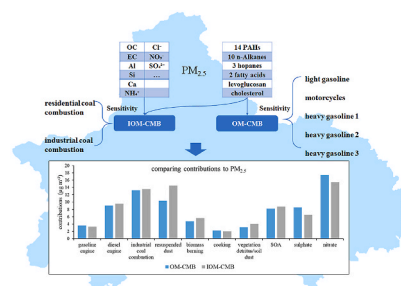 OC Cl⁻
EC NO₃⁻
Al SO₄²⁻
Si ...
Ca
NH₄⁺
14 PAHs
10 n-Alkanes
3 hopanes
2 fatty acids
levoglucosan
cholesterol
PM₂.₅
Sensitivity
Sensitivity
residential coal
combustion
industrial coal
combustion
IOM-CMB
OM-CMB
light gasoline
motorcycles
heavy gasoline 1
heavy gasoline 2
heavy gasoline 3
comparing contributions to PM₂.₅
contributions (μg m⁻³)
20
18
16
14
12
10
8
6
4
2
0
gasoline
engine
diesel
engine
industrial
coal
combustion
resuspended
dust
biomass
burning
cooking
vegetation
detritus/soil
dust
SOA
sulphate
nitrate
OM-CMB
IOM-CMB